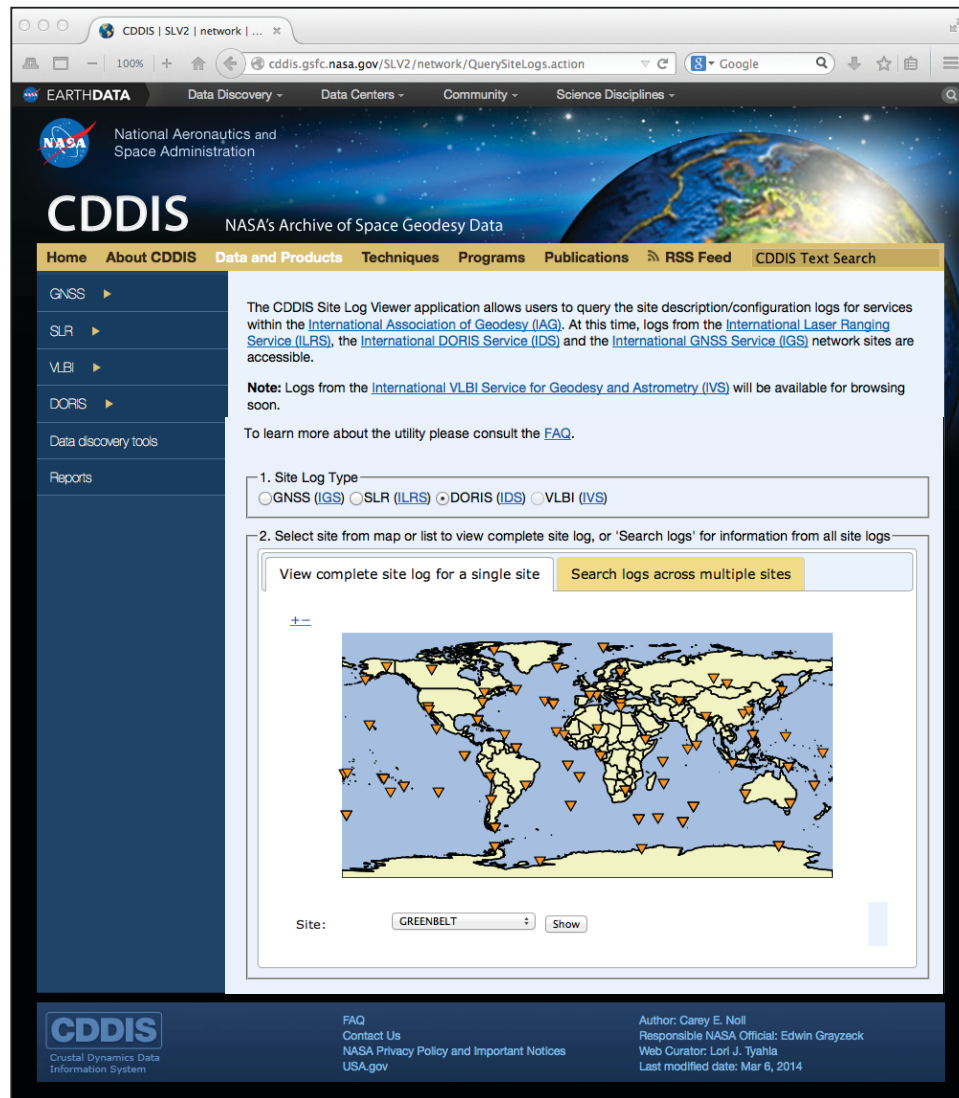 CDDIS | SLV2 | network | ... ×
100%
cddis.gsfc.nasa.gov/SLV2/network/QuerySiteLogs.action
Google
EARTHDATA Data Discovery Data Centers Community Science Disciplines
NASA
National Aeronautics and
Space Administration
CDDIS NASA's Archive of Space Geodesy Data
Home About CDDIS Data and Products Techniques Programs Publications RSS Feed CDDIS Text Search
GNSS
SLR
VLBI
DORIS
Data discovery tools
Reports
The CDDIS Site Log Viewer application allows users to query the site description/configuration logs for services
within the International Association of Geodesy (IAG). At this time, logs from the International Laser Ranging
Service (ILRS), the International DORIS Service (IDS) and the International GNSS Service (IGS) network sites are
accessible.
Note: Logs from the International VLBI Service for Geodesy and Astrometry (IVS) will be available for browsing
soon.
To learn more about the utility please consult the FAQ.
1. Site Log Type
GNSS (IGS) SLR (ILRS) DORIS (IDS) VLBI (IVS)
2. Select site from map or list to view complete site log, or 'Search logs' for information from all site logs
View complete site log for a single site Search logs across multiple sites
+ −
Site: GREENBELT Show
CDDIS
Crustal Dynamics Data
Information System
FAQ
Contact Us
NASA Privacy Policy and Important Notices
USA.gov
Author: Carey E. Noll
Responsible NASA Official: Edwin Grayzeck
Web Curator: Lori J. Tyahla
Last modified date: Mar 6, 2014